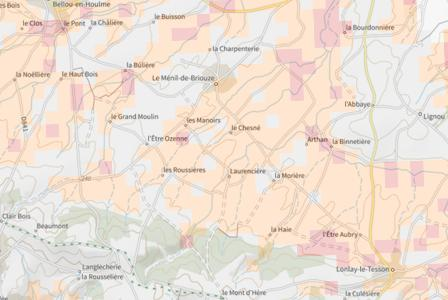 Bellou-en-Houlme
le Buisson
le Clos
le Pont
la Châlière
la Bourdonnière
la Charpenterie
la Bûlière
la Noëllière
le Haut Bois
Le Ménil-de-Briouze
l'Abbaye
Lignou
le Grand Moulin
les Manoirs
le Chesné
l'Être Ozenne
Arthan
la Binnetière
les Roussières
Laurencière
la Morière
Clair Bois
Beaumont
la Haie
l'Être Aubry
Langlècherie
la Rousselière
Lonlay-le-Tesson
le Mont d'Hère
la Culésière